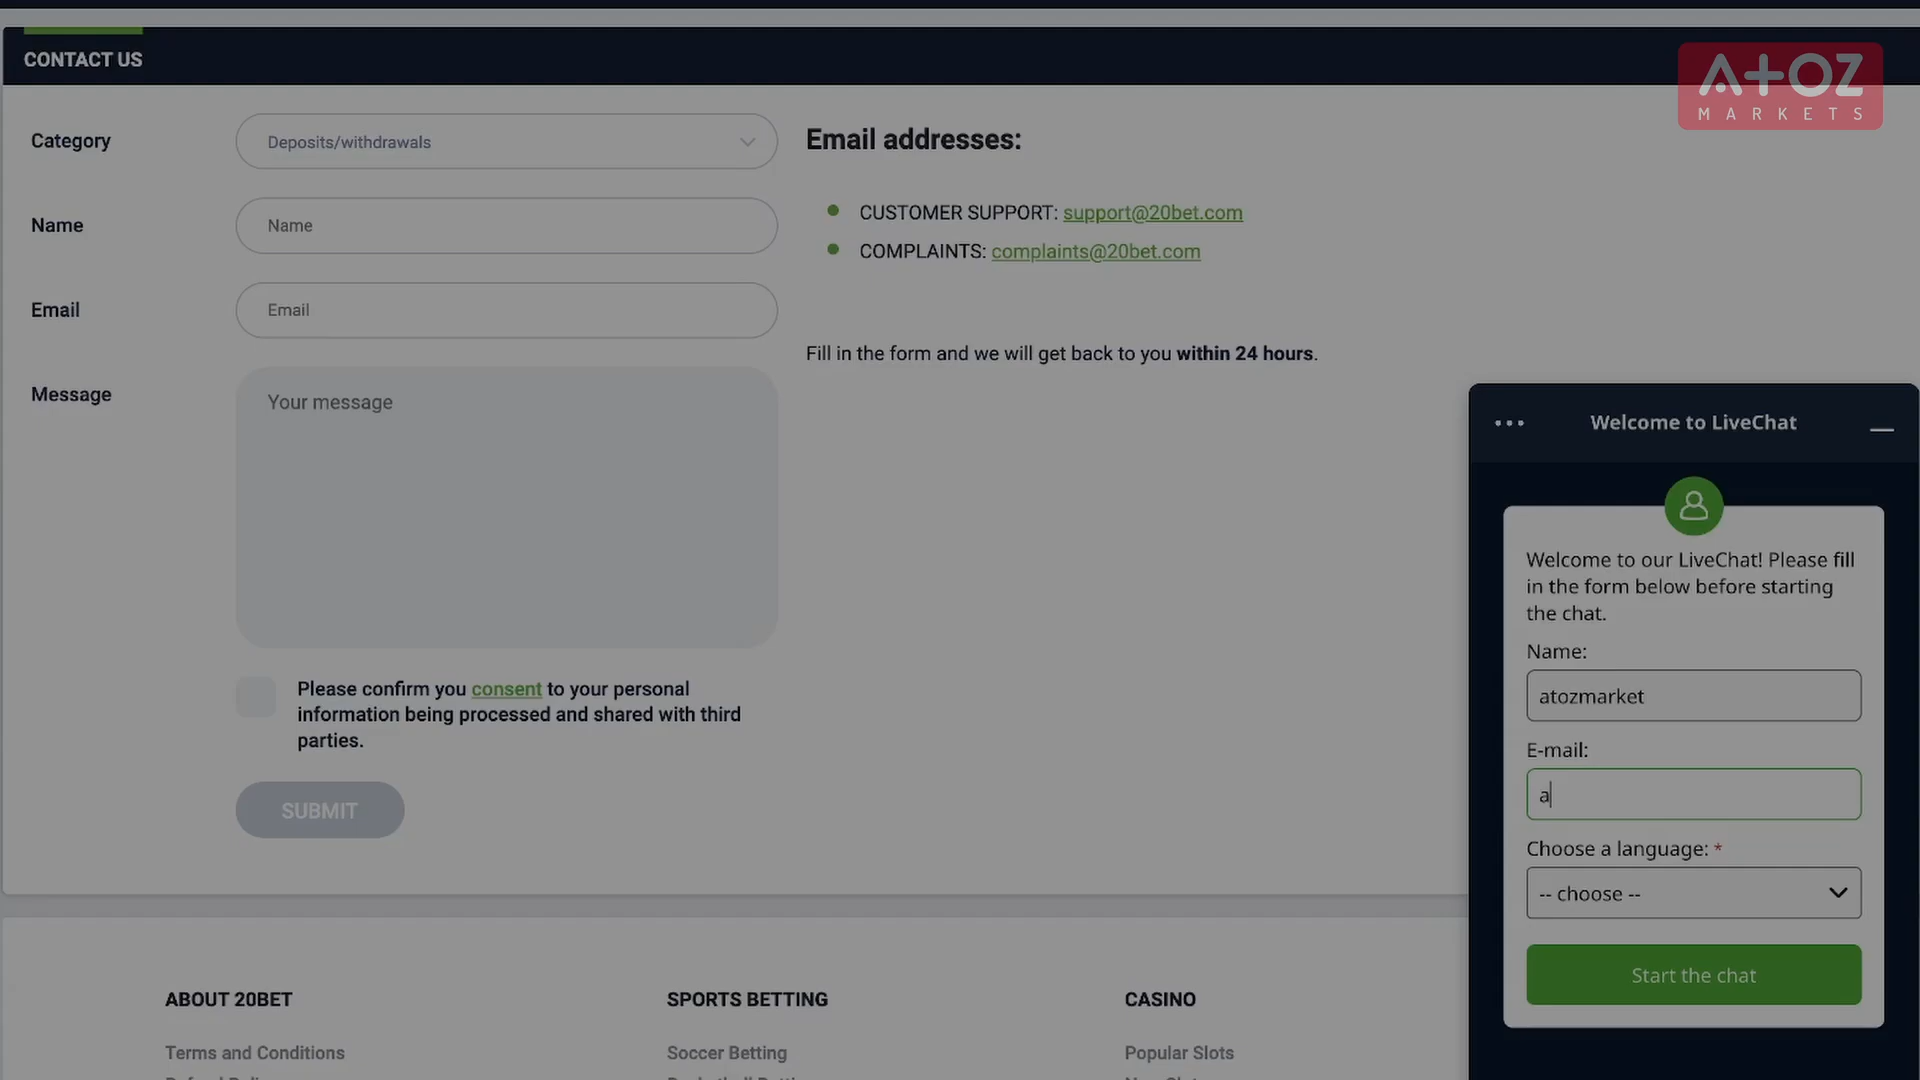 CONTACT US
A+OZ
MARKETS
Category
Deposits/withdrawals
Name
Name
Email
Email
Message
Your message
Please confirm you consent to your personal
information being processed and shared with third
parties.
SUBMIT
Email addresses:
CUSTOMER SUPPORT: support@20bet.com
COMPLAINTS: complaints@20bet.com
Fill in the form and we will get back to you within 24 hours.
Welcome to LiveChat
Welcome to our LiveChat! Please fill
in the form below before starting
the chat.
Name:
atozmarket
E-mail:
a
Choose a language: *
-- choose --
Start the chat
ABOUT 20BET
Terms and Conditions
SPORTS BETTING
Soccer Betting
CASINO
Popular Slots